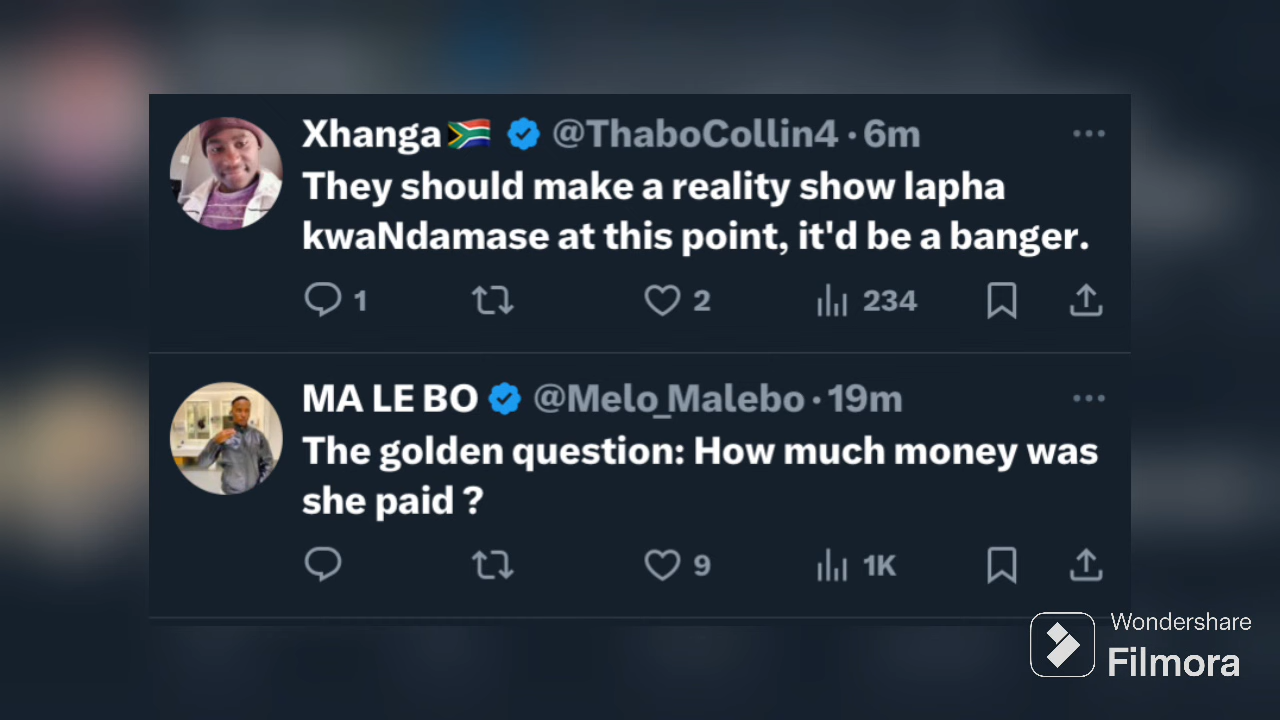 Xhanga🇿🇦 @ThaboCollin4 · 6m
They should make a reality show lapha
kwaNdamase at this point, it'd be a banger.
1 2 234
MA LE BO @Melo_Malebo · 19m
The golden question: How much money was
she paid ?
9 1K
Wondershare
Filmora